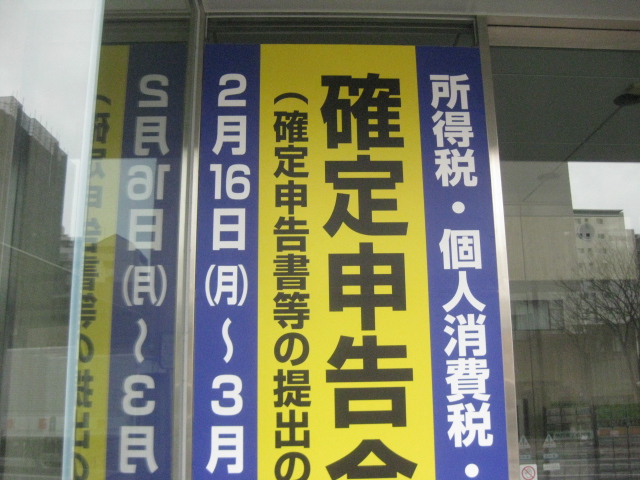 所得税・個人消費税・
確定申告会
(確定申告書等の提出の
2月16日(月)～3月